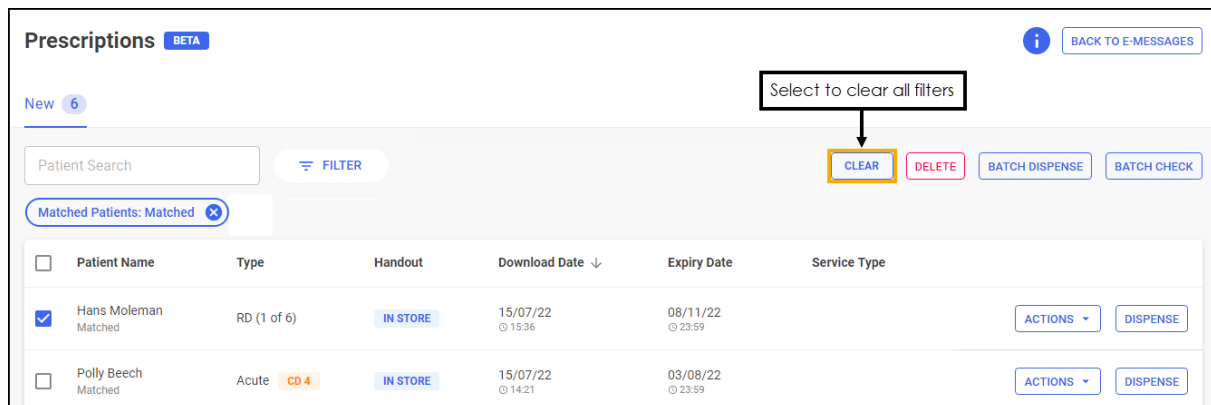 Prescriptions BETA
i BACK TO E-MESSAGES
Select to clear all filters
New 6
Patient Search FILTER CLEAR DELETE BATCH DISPENSE BATCH CHECK
Matched Patients: Matched
Patient Name Type Handout Download Date Expiry Date Service Type
Hans Moleman RD (1 of 6) IN STORE 15/07/22 08/11/22 ACTIONS DISPENSE
Matched 15:36 23:59
Polly Beech Acute CD 4 IN STORE 15/07/22 03/08/22 ACTIONS DISPENSE
Matched 14:21 23:59